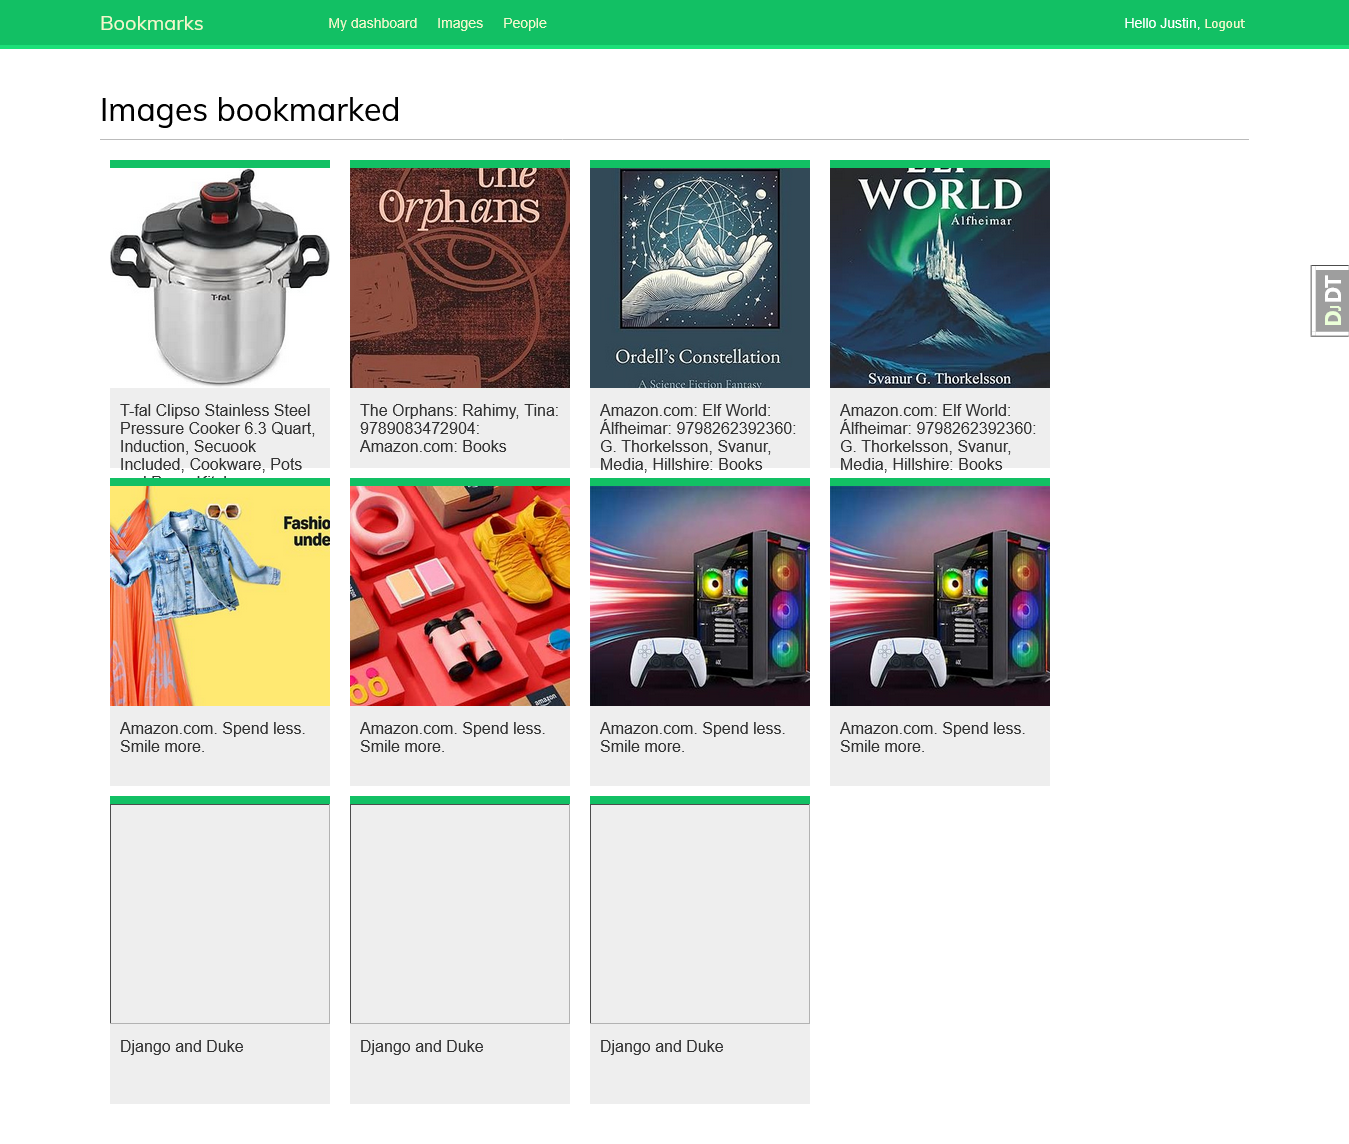 Bookmarks
My dashboard
Images
People
Hello Justin, Logout
Images bookmarked
T-fal
the
Orphans
Ordell's Constellation
A Science Fiction Fantasy
WORLD
Álfheimar
Svanur G. Thorkelsson
DjDT
T-fal Clipso Stainless Steel
Pressure Cooker 6.3 Quart,
Induction, Secuook
Included, Cookware, Pots
The Orphans: Rahimy, Tina:
9789083472904:
Amazon.com: Books
Amazon.com: Elf World:
Álfheimar: 9798262392360:
G. Thorkelsson, Svanur,
Media, Hillshire: Books
Amazon.com: Elf World:
Álfheimar: 9798262392360:
G. Thorkelsson, Svanur,
Media, Hillshire: Books
Fashio
unde
amazon
Amazon.com. Spend less.
Smile more.
Amazon.com. Spend less.
Smile more.
Amazon.com. Spend less.
Smile more.
Amazon.com. Spend less.
Smile more.
Django and Duke
Django and Duke
Django and Duke